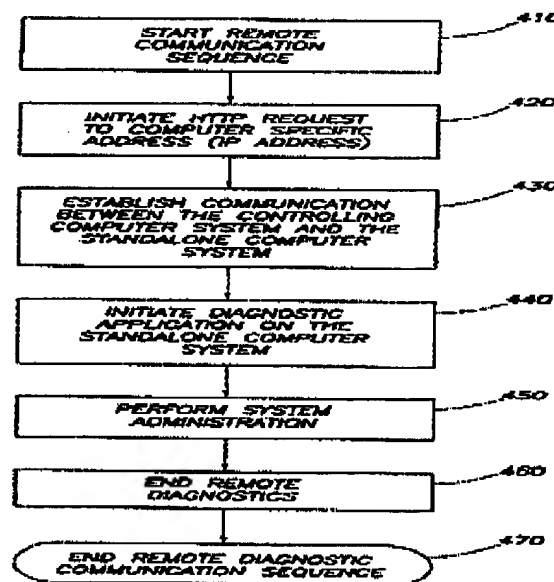 410
START REMOTE
COMMUNICATION
SEQUENCE
420
INITIATE HTTP REQUEST
TO COMPUTER SPECIFIC
ADDRESS (IP ADDRESS)
430
ESTABLISH COMMUNICATION
BETWEEN THE CONTROLLING
COMPUTER SYSTEM AND THE
STANDALONE COMPUTER
SYSTEM
440
INITIATE DIAGNOSTIC
APPLICATION ON THE
STANDALONE COMPUTER
SYSTEM
450
PERFORM SYSTEM
ADMINISTRATION
460
END REMOTE
DIAGNOSTICS
470
END REMOTE DIAGNOSTIC
COMMUNICATION SEQUENCE